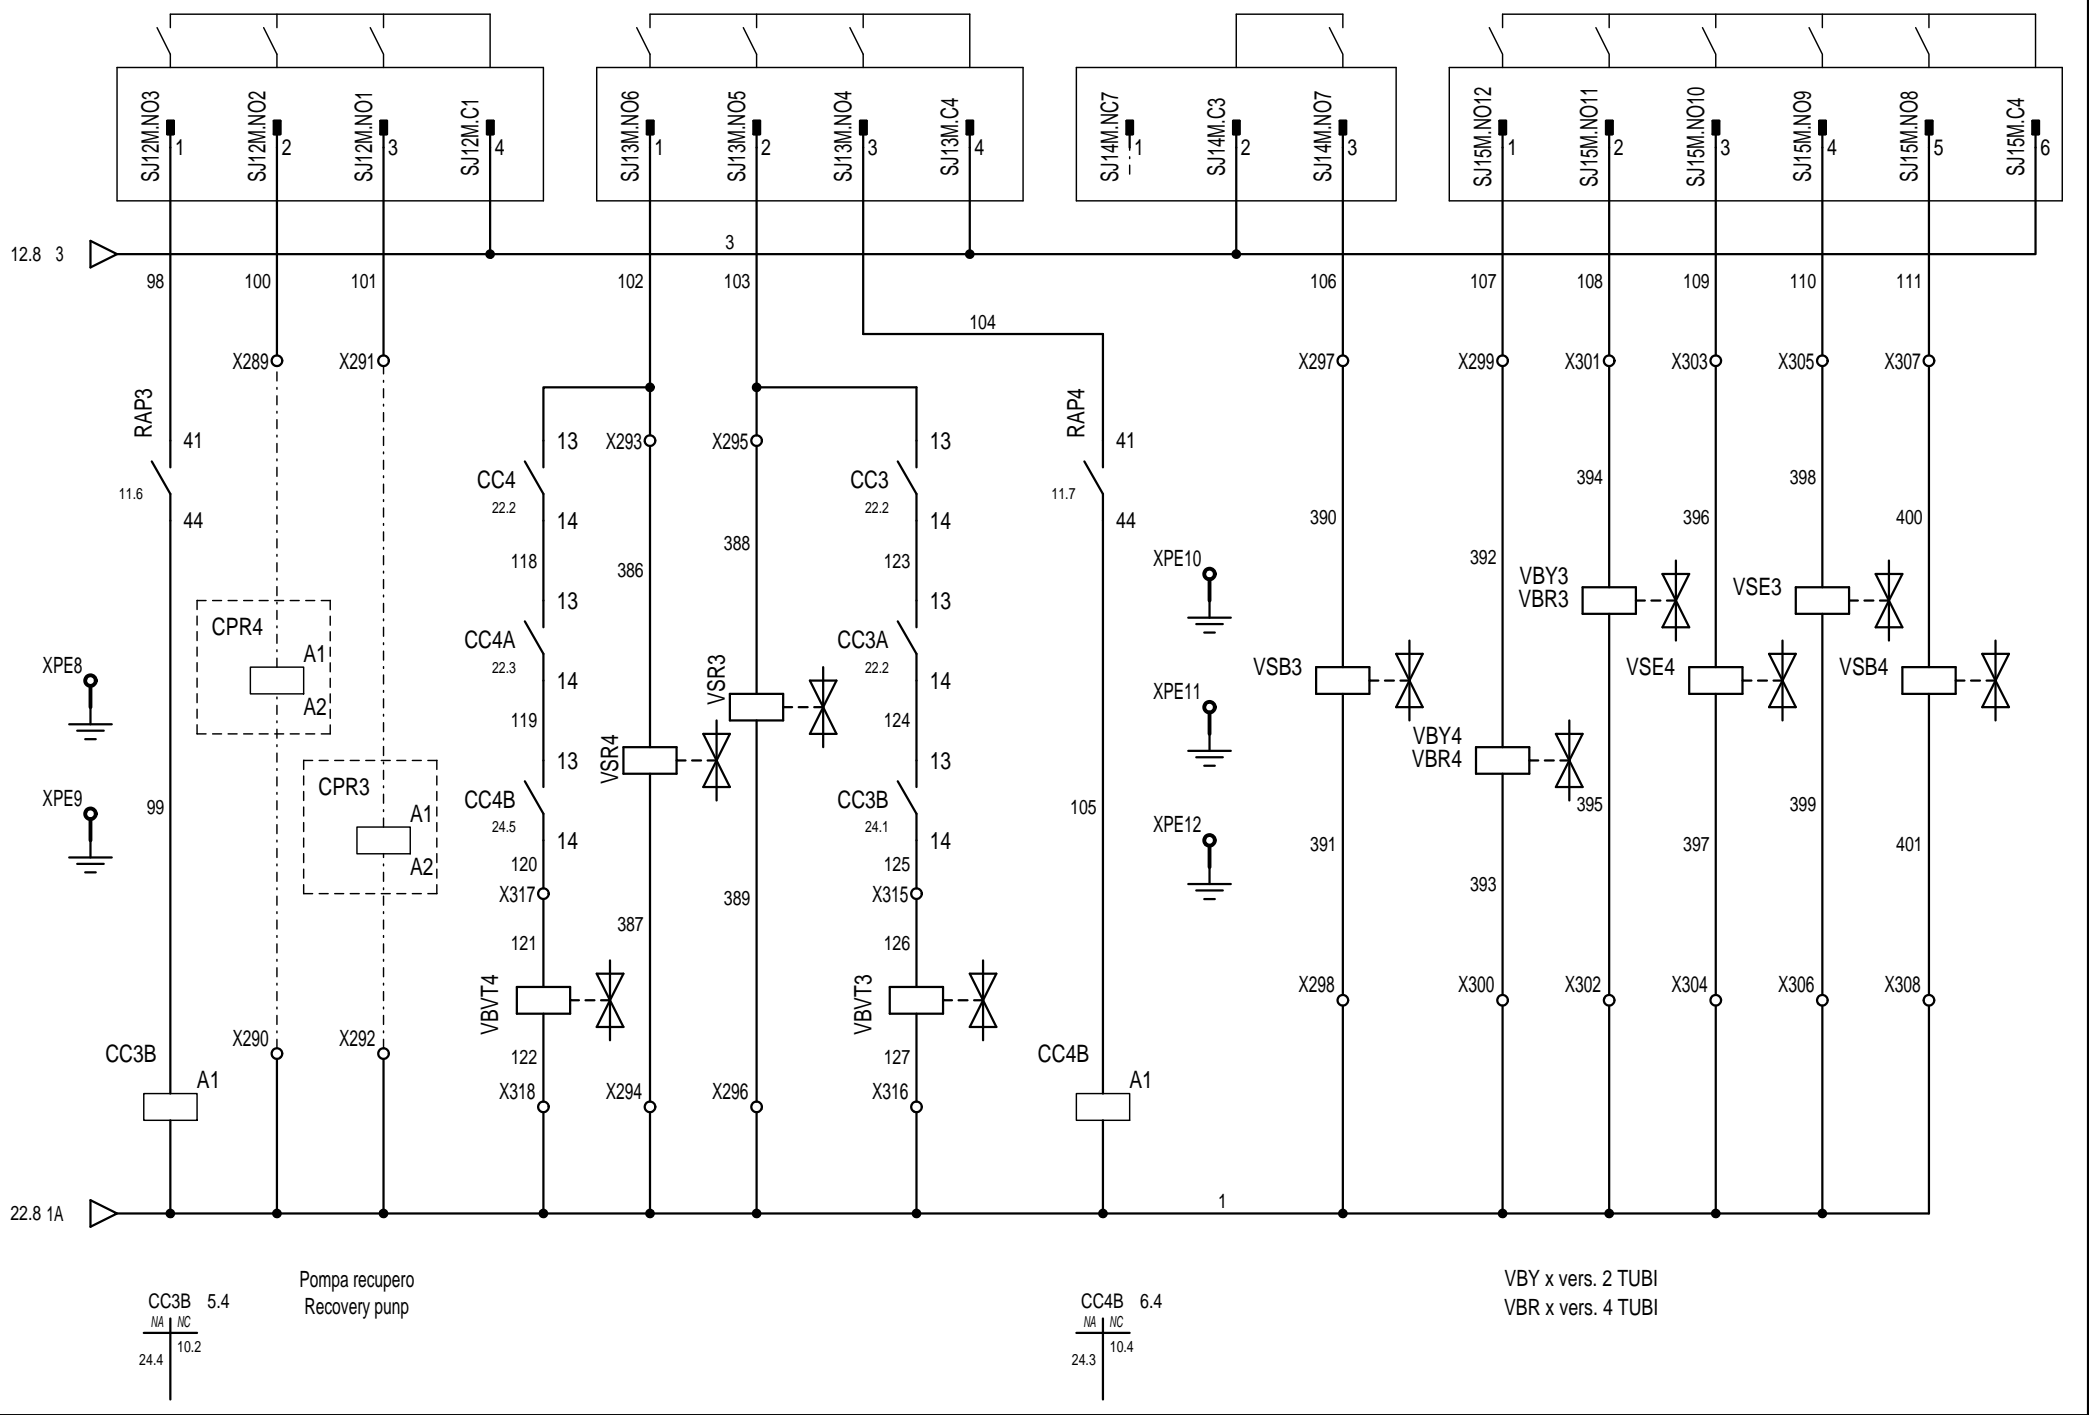 SJ12M.NO3
1
SJ12M.NO2
2
SJ12M.NO1
3
SJ12M.C1
4
SJ13M.NO6
1
SJ13M.NO5
2
SJ13M.NO4
3
SJ13M.C4
4
SJ14M.NC7
1
SJ14M.C3
2
SJ14M.NO7
3
SJ15M.NO12
1
SJ15M.NO11
2
SJ15M.NO10
3
SJ15M.NO9
4
SJ15M.NO8
5
SJ15M.C4
6
12.8 3
3
98
100
101
102
103
106
107
108
109
110
111
104
X289
X291
X297
X299
X301
X303
X305
X307
RAP3
41
11.6
44
13
X293
X295
13
RAP4
41
11.7
44
CC4
22.2
14
CC3
22.2
14
394
398
390
396
400
118
386
388
123
XPE10
392
VBY3
VBR3
VSE3
13
13
CPR4
A1
A2
CC4A
22.3
14
VSR3
CC3A
22.2
14
XPE8
XPE11
VSB3
VSE4
VSB4
119
124
VSR4
VBY4
VBR4
13
13
CPR3
A1
A2
CC4B
24.5
14
CC3B
24.1
14
XPE9
99
105
XPE12
395
399
391
397
401
120
125
393
X317
X315
389
387
121
126
VBVT4
VBVT3
X298
X300
X302
X304
X306
X308
X290
X292
122
127
CC3B
A1
X318
X294
X296
X316
CC4B
A1
22.8 1A
1
Pompa recupero
Recovery punp
VBY x vers. 2 TUBI
VBR x vers. 4 TUBI
CC3B 5.4
NA NC
24.4
10.2
CC4B 6.4
NA NC
24.3
10.4